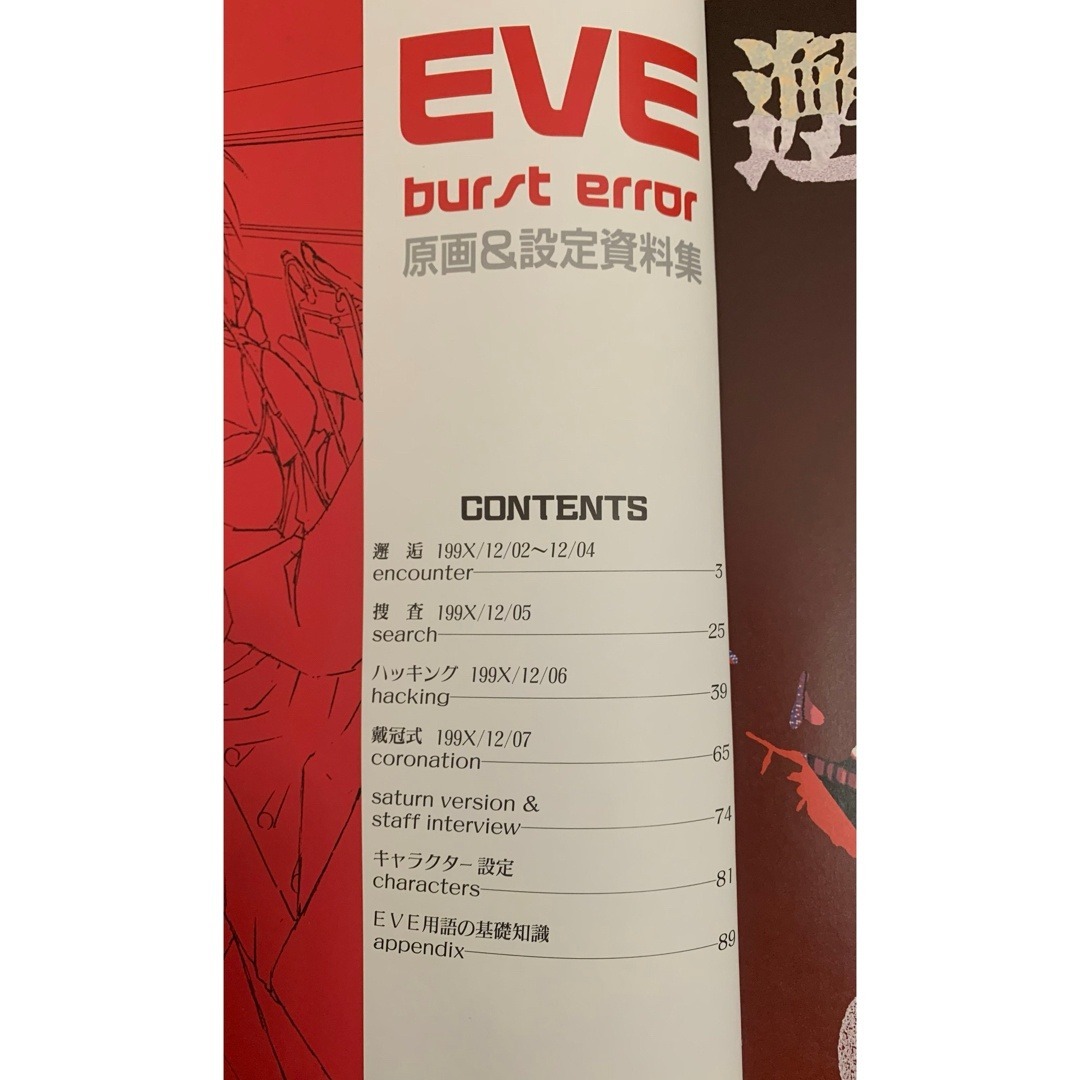 EVE
burst error
原画&設定資料集
CONTENTS
邂 逅 199X/12/02〜12/04
encounter 3
捜 査 199X/12/05
search 25
ハッキング 199X/12/06
hacking 39
戴冠式 199X/12/07
coronation 65
saturn version &
staff interview 74
キャラクター設定
characters 81
EVE用語の基礎知識
appendix 89